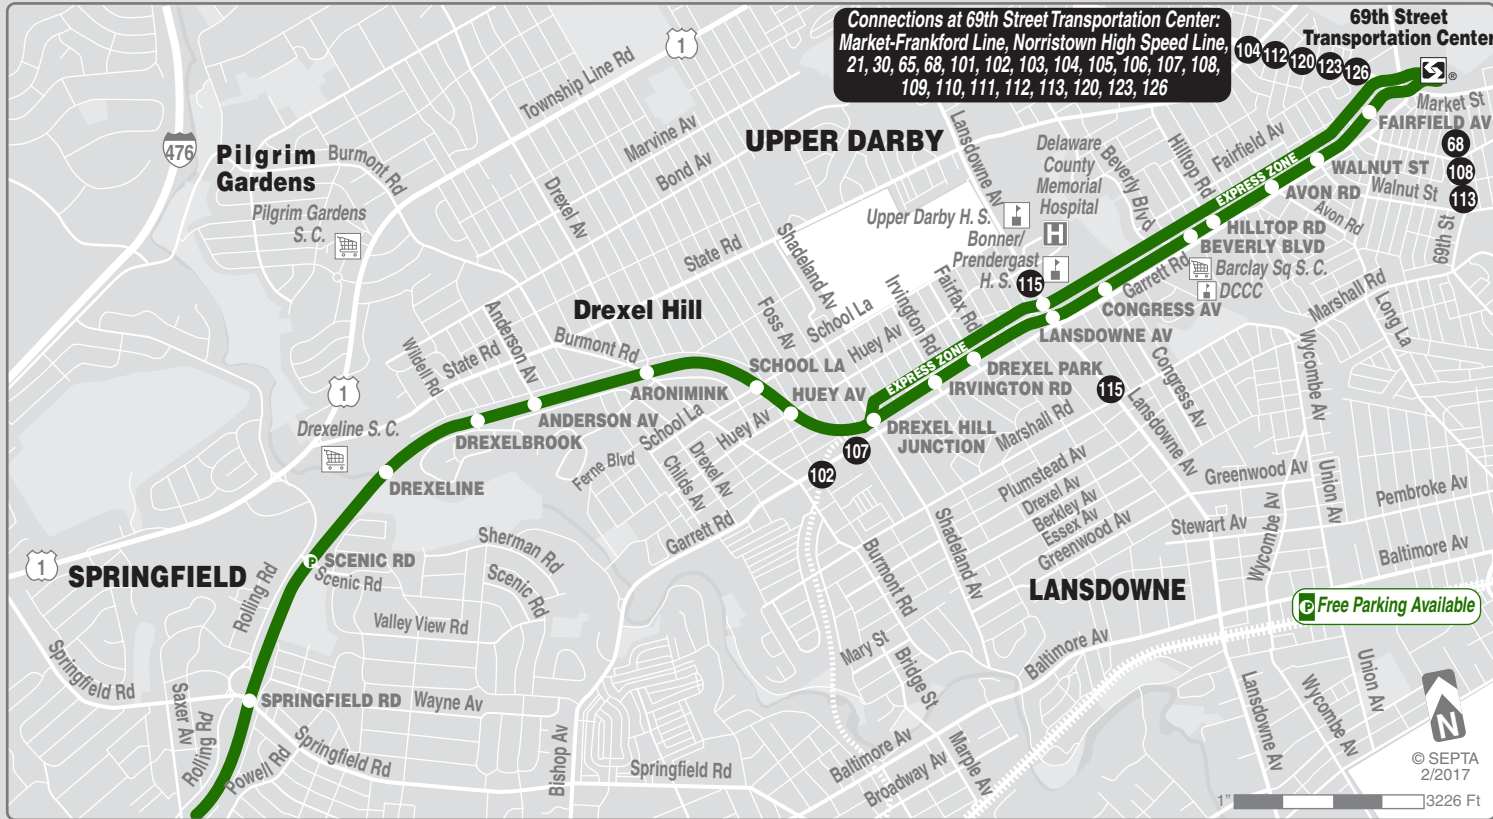 Connections at 69th Street Transportation Center:
Market-Frankford Line, Norristown High Speed Line,
21, 30, 65, 68, 101, 102, 103, 104, 105, 106, 107, 108,
109, 110, 111, 112, 113, 120, 123, 126
104
112
120
123
126
69th Street
Transportation Center
®
Market St
FAIRFIELD AV
68
108
113
WALNUT ST
Walnut St
AVON RD
Avon Rd
69th St
HILLTOP RD
BEVERLY BLVD
Barclay Sq S. C.
DCCC
Garrett Rd
CONGRESS AV
LANSDOWNE AV
EXPRESS ZONE
Fairfield Av
Hilltop Rd
Beverly Blvd
Delaware
County
Memorial
Hospital
H
Lansdowne Av
Upper Darby H. S.
Bonner/
Prendergast
H. S.
115
UPPER DARBY
1
Township Line Rd
Marvine Av
Bond Av
Drexel Av
State Rd
476
Pilgrim
Gardens
Burmont Rd
Pilgrim Gardens
S. C.
Shadeland Av
Foss Av
School La
Huey Av
Irvington Rd
Fairfax Rd
EXPRESS ZONE
DREXEL PARK
IRVINGTON RD
DREXEL HILL
JUNCTION
Drexel Hill
Burmont Rd
Anderson Av
State Rd
Wildell Rd
SCHOOL LA
HUEY AV
ARONIMINK
ANDERSON AV
DREXELBROOK
DREXELINE
1
Drexeline S. C.
School La
Huey Av
Drexel Av
Childs Av
Ferne Blvd
Garrett Rd
107
102
Marshall Rd
Long La
Wycombe Av
Congress Av
115
Lansdowne Av
Marshall Rd
Plumstead Av
Drexel Av
Berkley Av
Essex Av
Greenwood Av
Greenwood Av
Union Av
Pembroke Av
Stewart Av
Wycombe Av
Baltimore Av
Shadeland Av
Burmont Rd
LANSDOWNE
P Free Parking Available
1
SPRINGFIELD
P
SCENIC RD
Scenic Rd
Sherman Rd
Scenic Rd
Rolling Rd
Valley View Rd
Springfield Rd
SPRINGFIELD RD
Wayne Av
Saxer Av
Rolling Rd
Powell Rd
Springfield Rd
Bishop Av
Springfield Rd
Mary St
Bridge St
Baltimore Av
Baltimore Av
Broadway Av
Maple Av
Lansdowne Av
Wycombe Av
Union Av
N
© SEPTA
2/2017
1"
3226 Ft